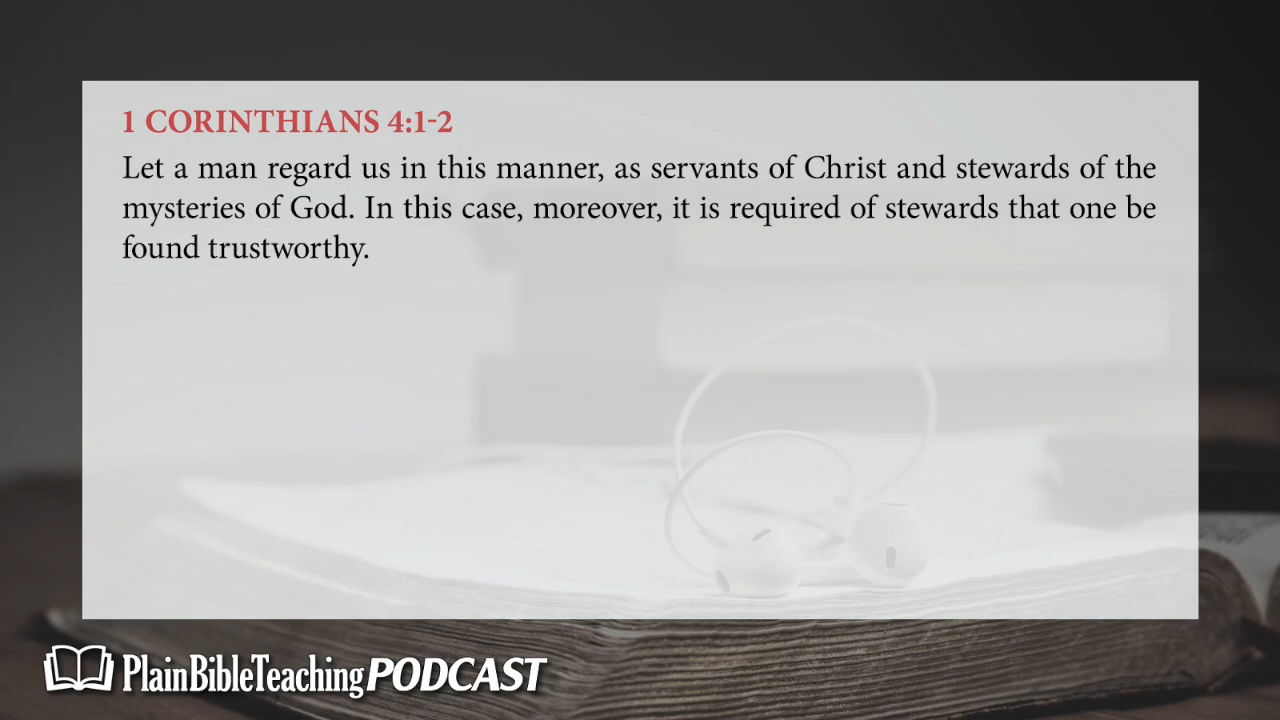 1 CORINTHIANS 4:1-2
Let a man regard us in this manner, as servants of Christ and stewards of the
mysteries of God. In this case, moreover, it is required of stewards that one be
found trustworthy.
PlainBibleTeaching PODCAST